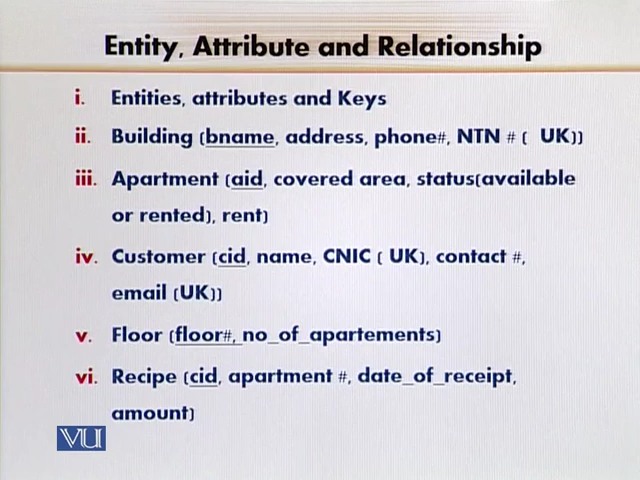 Entity, Attribute and Relationship
i. Entities, attributes and Keys
ii. Building (bname, address, phone#, NTN # ( UK))
iii. Apartment (aid, covered area, status(available
or rented), rent)
iv. Customer (cid, name, CNIC ( UK), contact #,
email (UK))
v. Floor (floor#, no_of_apartements)
vi. Recipe (cid, apartment #, date_of_receipt,
amount)
VU